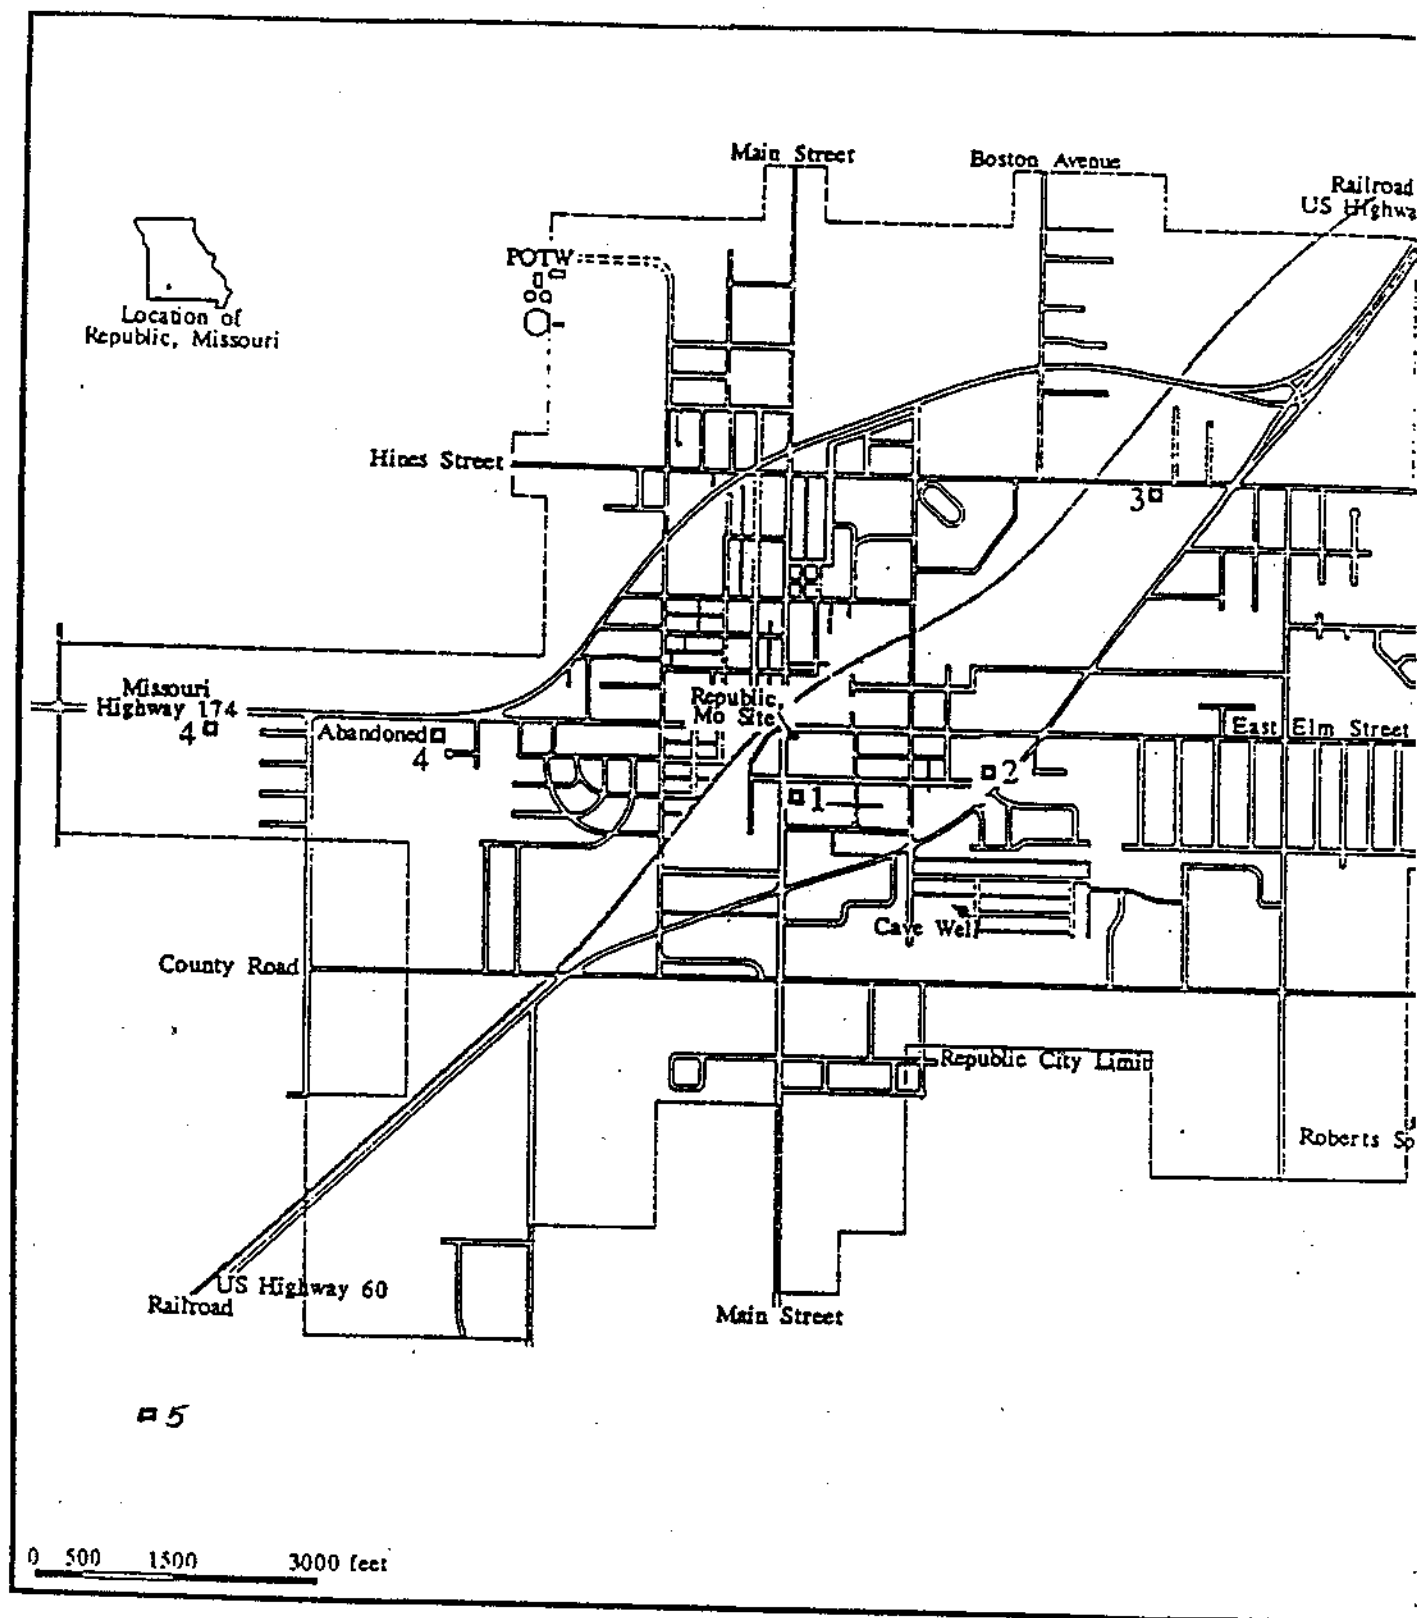 Main Street
Boston Avenue
Railroad
US Highwa
POTW
Location of
Republic, Missouri
Hines Street
3
Missouri
Highway 174
4
Abandoned
4
Republic,
Mo Site
East Elm Street
2
1
Cave Well
County Road
Republic City Limit
Roberts Sp
US Highway 60
Railroad
Main Street
5
0 500 1500 3000 feet